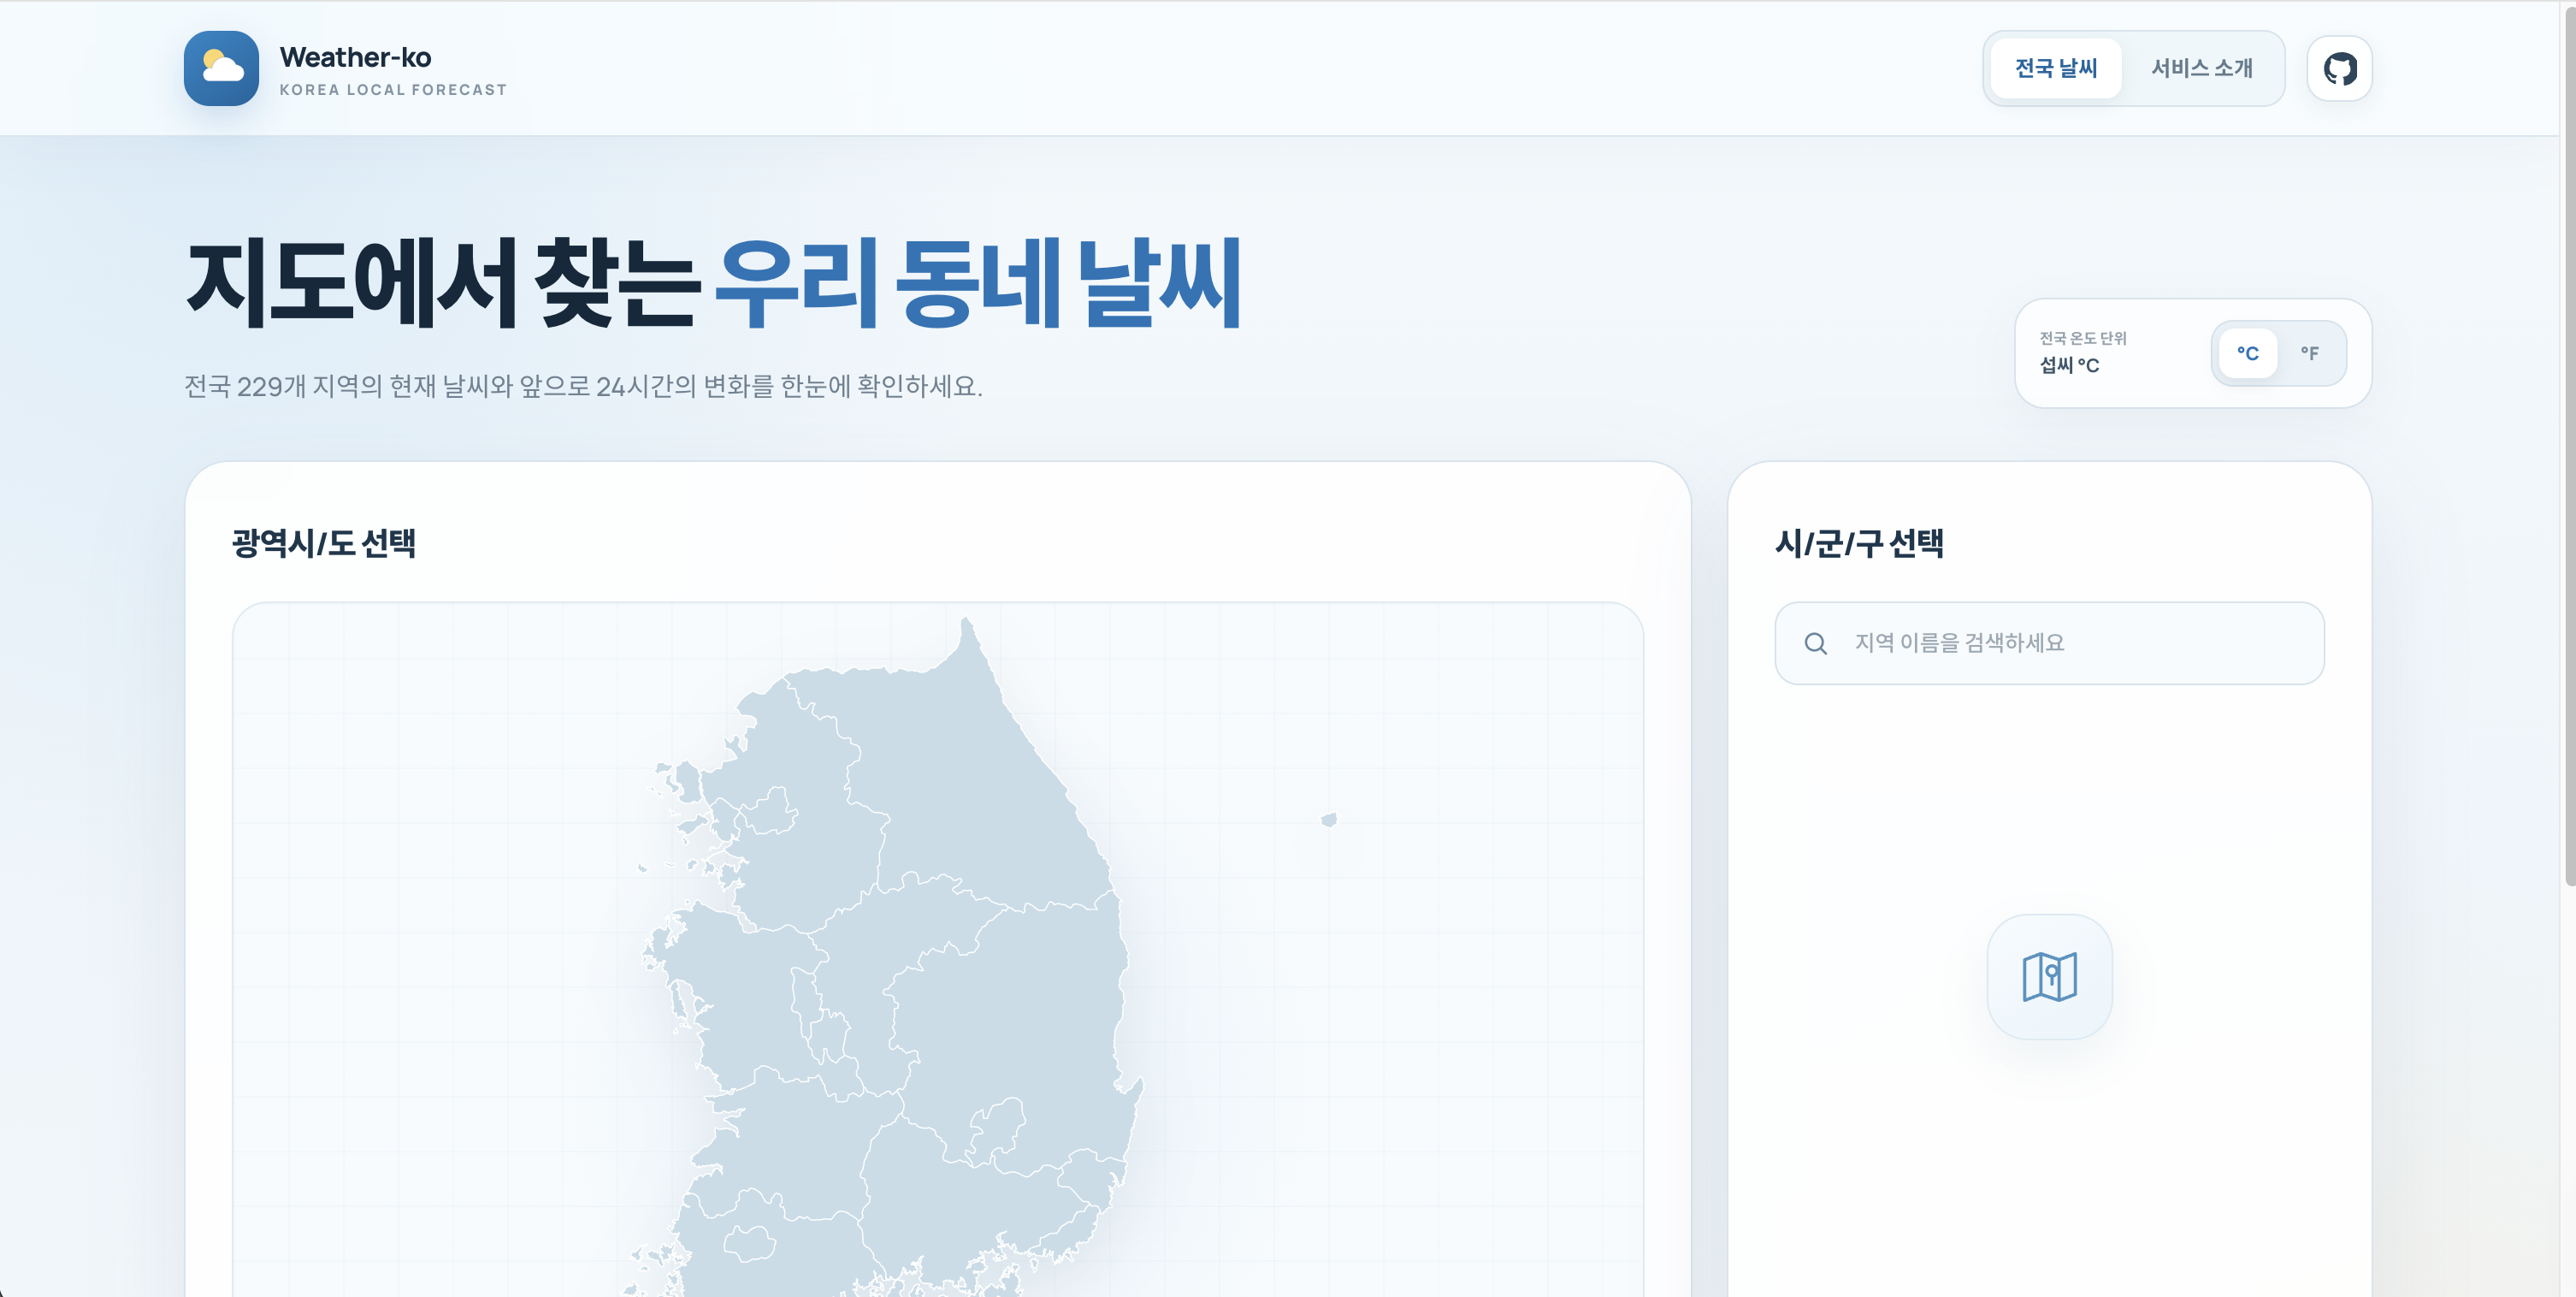 Weather-ko
KOREA LOCAL FORECAST
전국 날씨
서비스 소개
지도에서 찾는 우리 동네 날씨
전국 229개 지역의 현재 날씨와 앞으로 24시간의 변화를 한눈에 확인하세요.
전국 온도 단위
섭씨 °C
°C
°F
광역시/도 선택
시/군/구 선택
지역 이름을 검색하세요